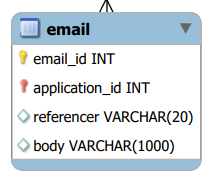 email
email_id INT
application_id INT
referencer VARCHAR(20)
body VARCHAR(1000)